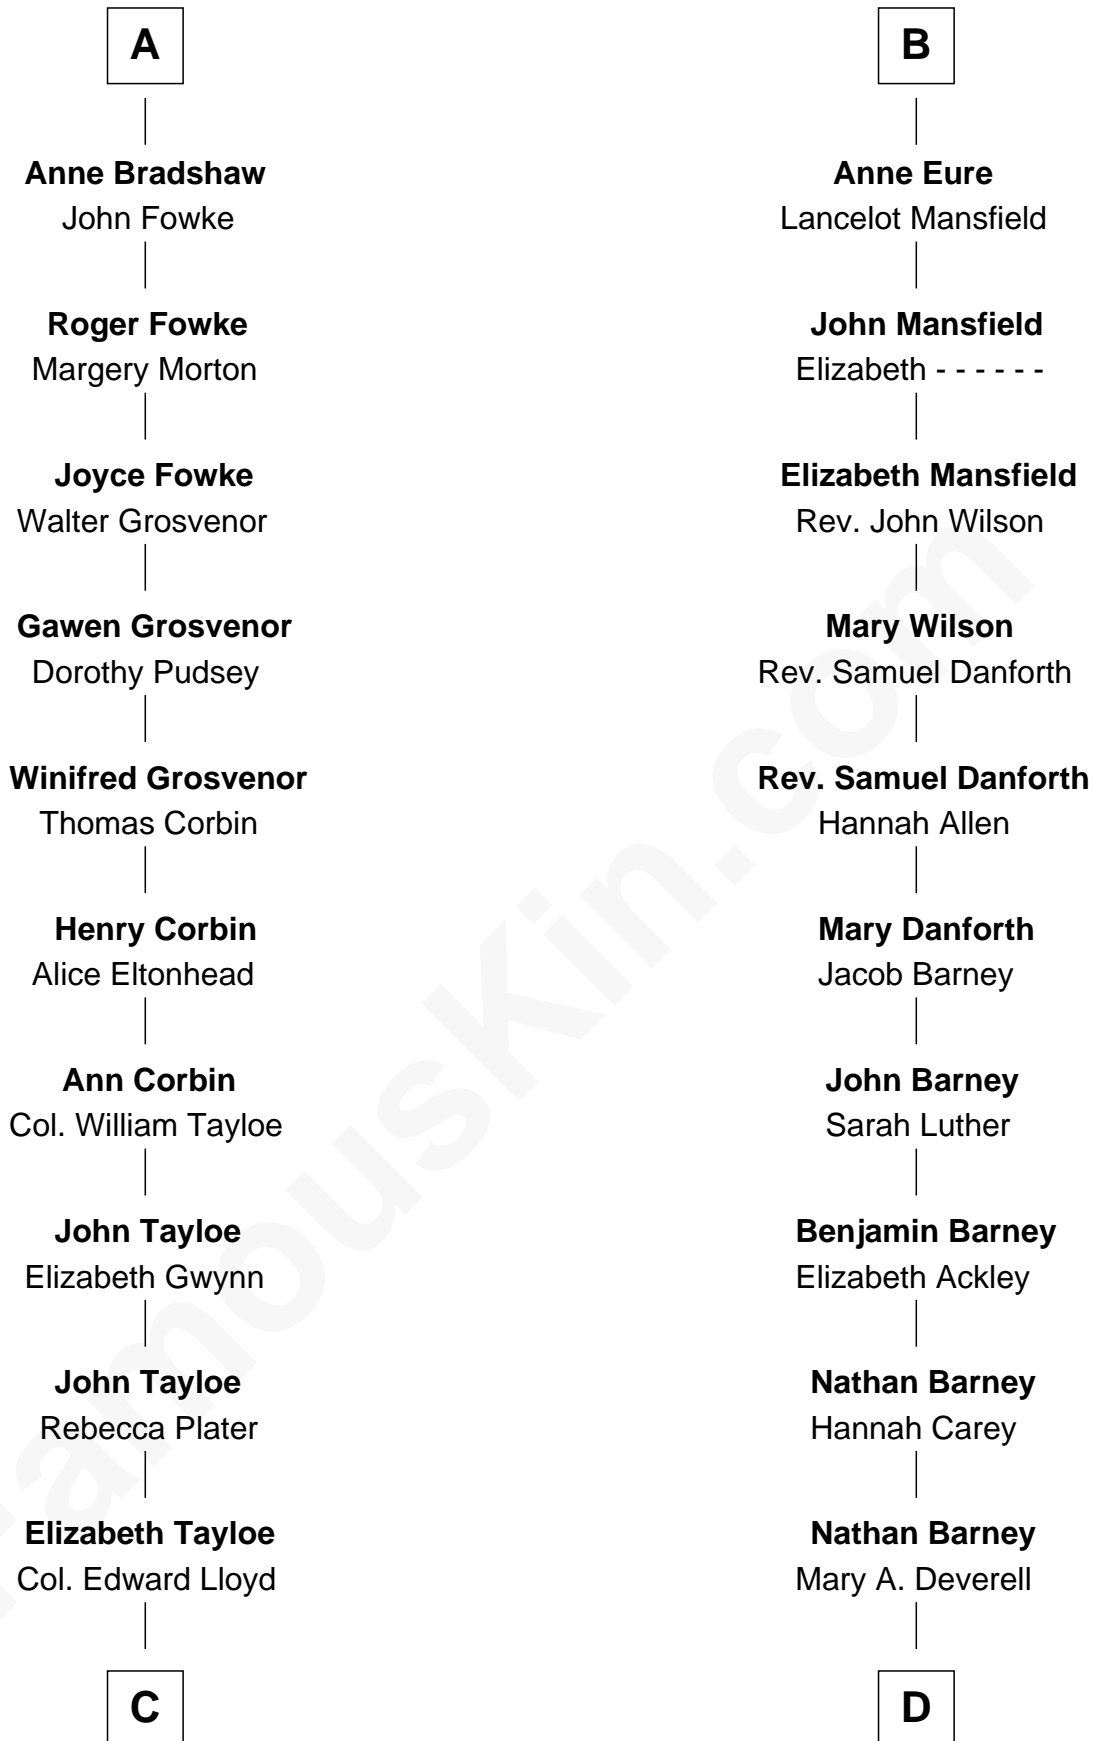 A
Anne Bradshaw
John Fowke
Roger Fowke
Margery Morton
Joyce Fowke
Walter Grosvenor
Gawen Grosvenor
Dorothy Pudsey
Winifred Grosvenor
Thomas Corbin
Henry Corbin
Alice Eltonhead
Ann Corbin
Col. William Tayloe
John Tayloe
Elizabeth Gwynn
John Tayloe
Rebecca Plater
Elizabeth Tayloe
Col. Edward Lloyd
C
B
Anne Eure
Lancelot Mansfield
John Mansfield
Elizabeth - - - - - -
Elizabeth Mansfield
Rev. John Wilson
Mary Wilson
Rev. Samuel Danforth
Rev. Samuel Danforth
Hannah Allen
Mary Danforth
Jacob Barney
John Barney
Sarah Luther
Benjamin Barney
Elizabeth Ackley
Nathan Barney
Hannah Carey
Nathan Barney
Mary A. Deverell
D
FamousKin.com